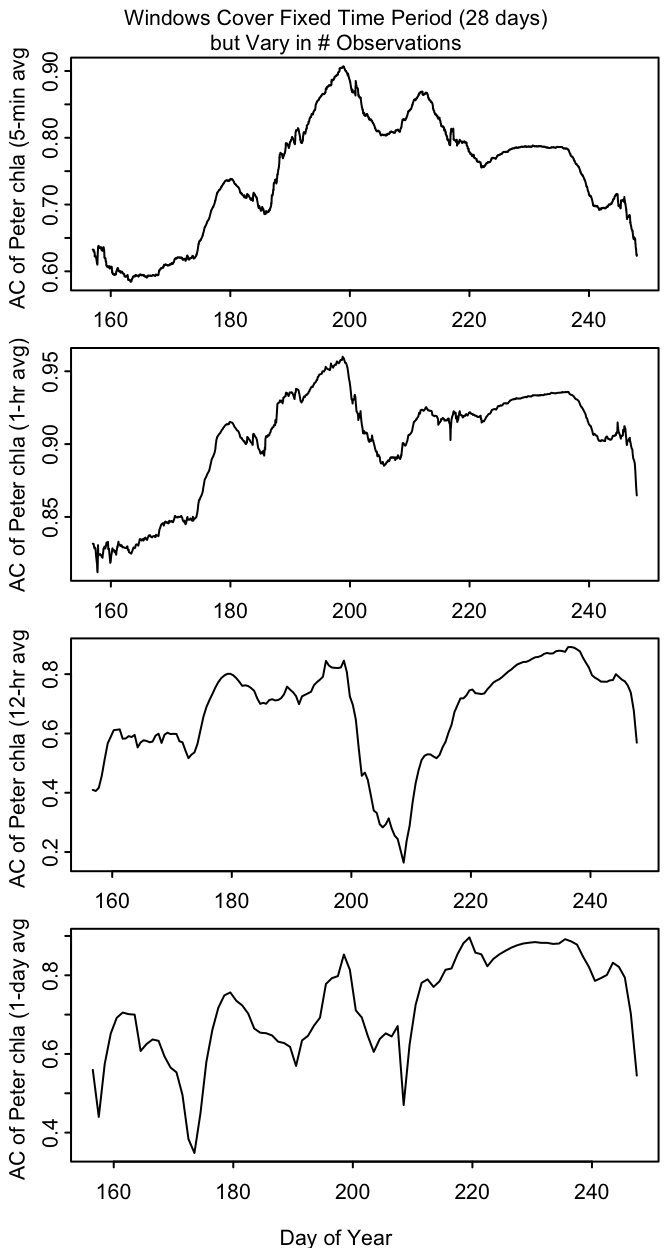 Windows Cover Fixed Time Period (28 days)
but Vary in # Observations
AC of Peter chla (5-min avg
0.90
0.80
0.70
0.60
160 180 200 220 240
AC of Peter chla (1-hr avg)
0.95
0.90
0.85
160 180 200 220 240
AC of Peter chla (12-hr avg
0.8
0.6
0.4
0.2
160 180 200 220 240
AC of Peter chla (1-day avg
0.8
0.6
0.4
160 180 200 220 240
Day of Year